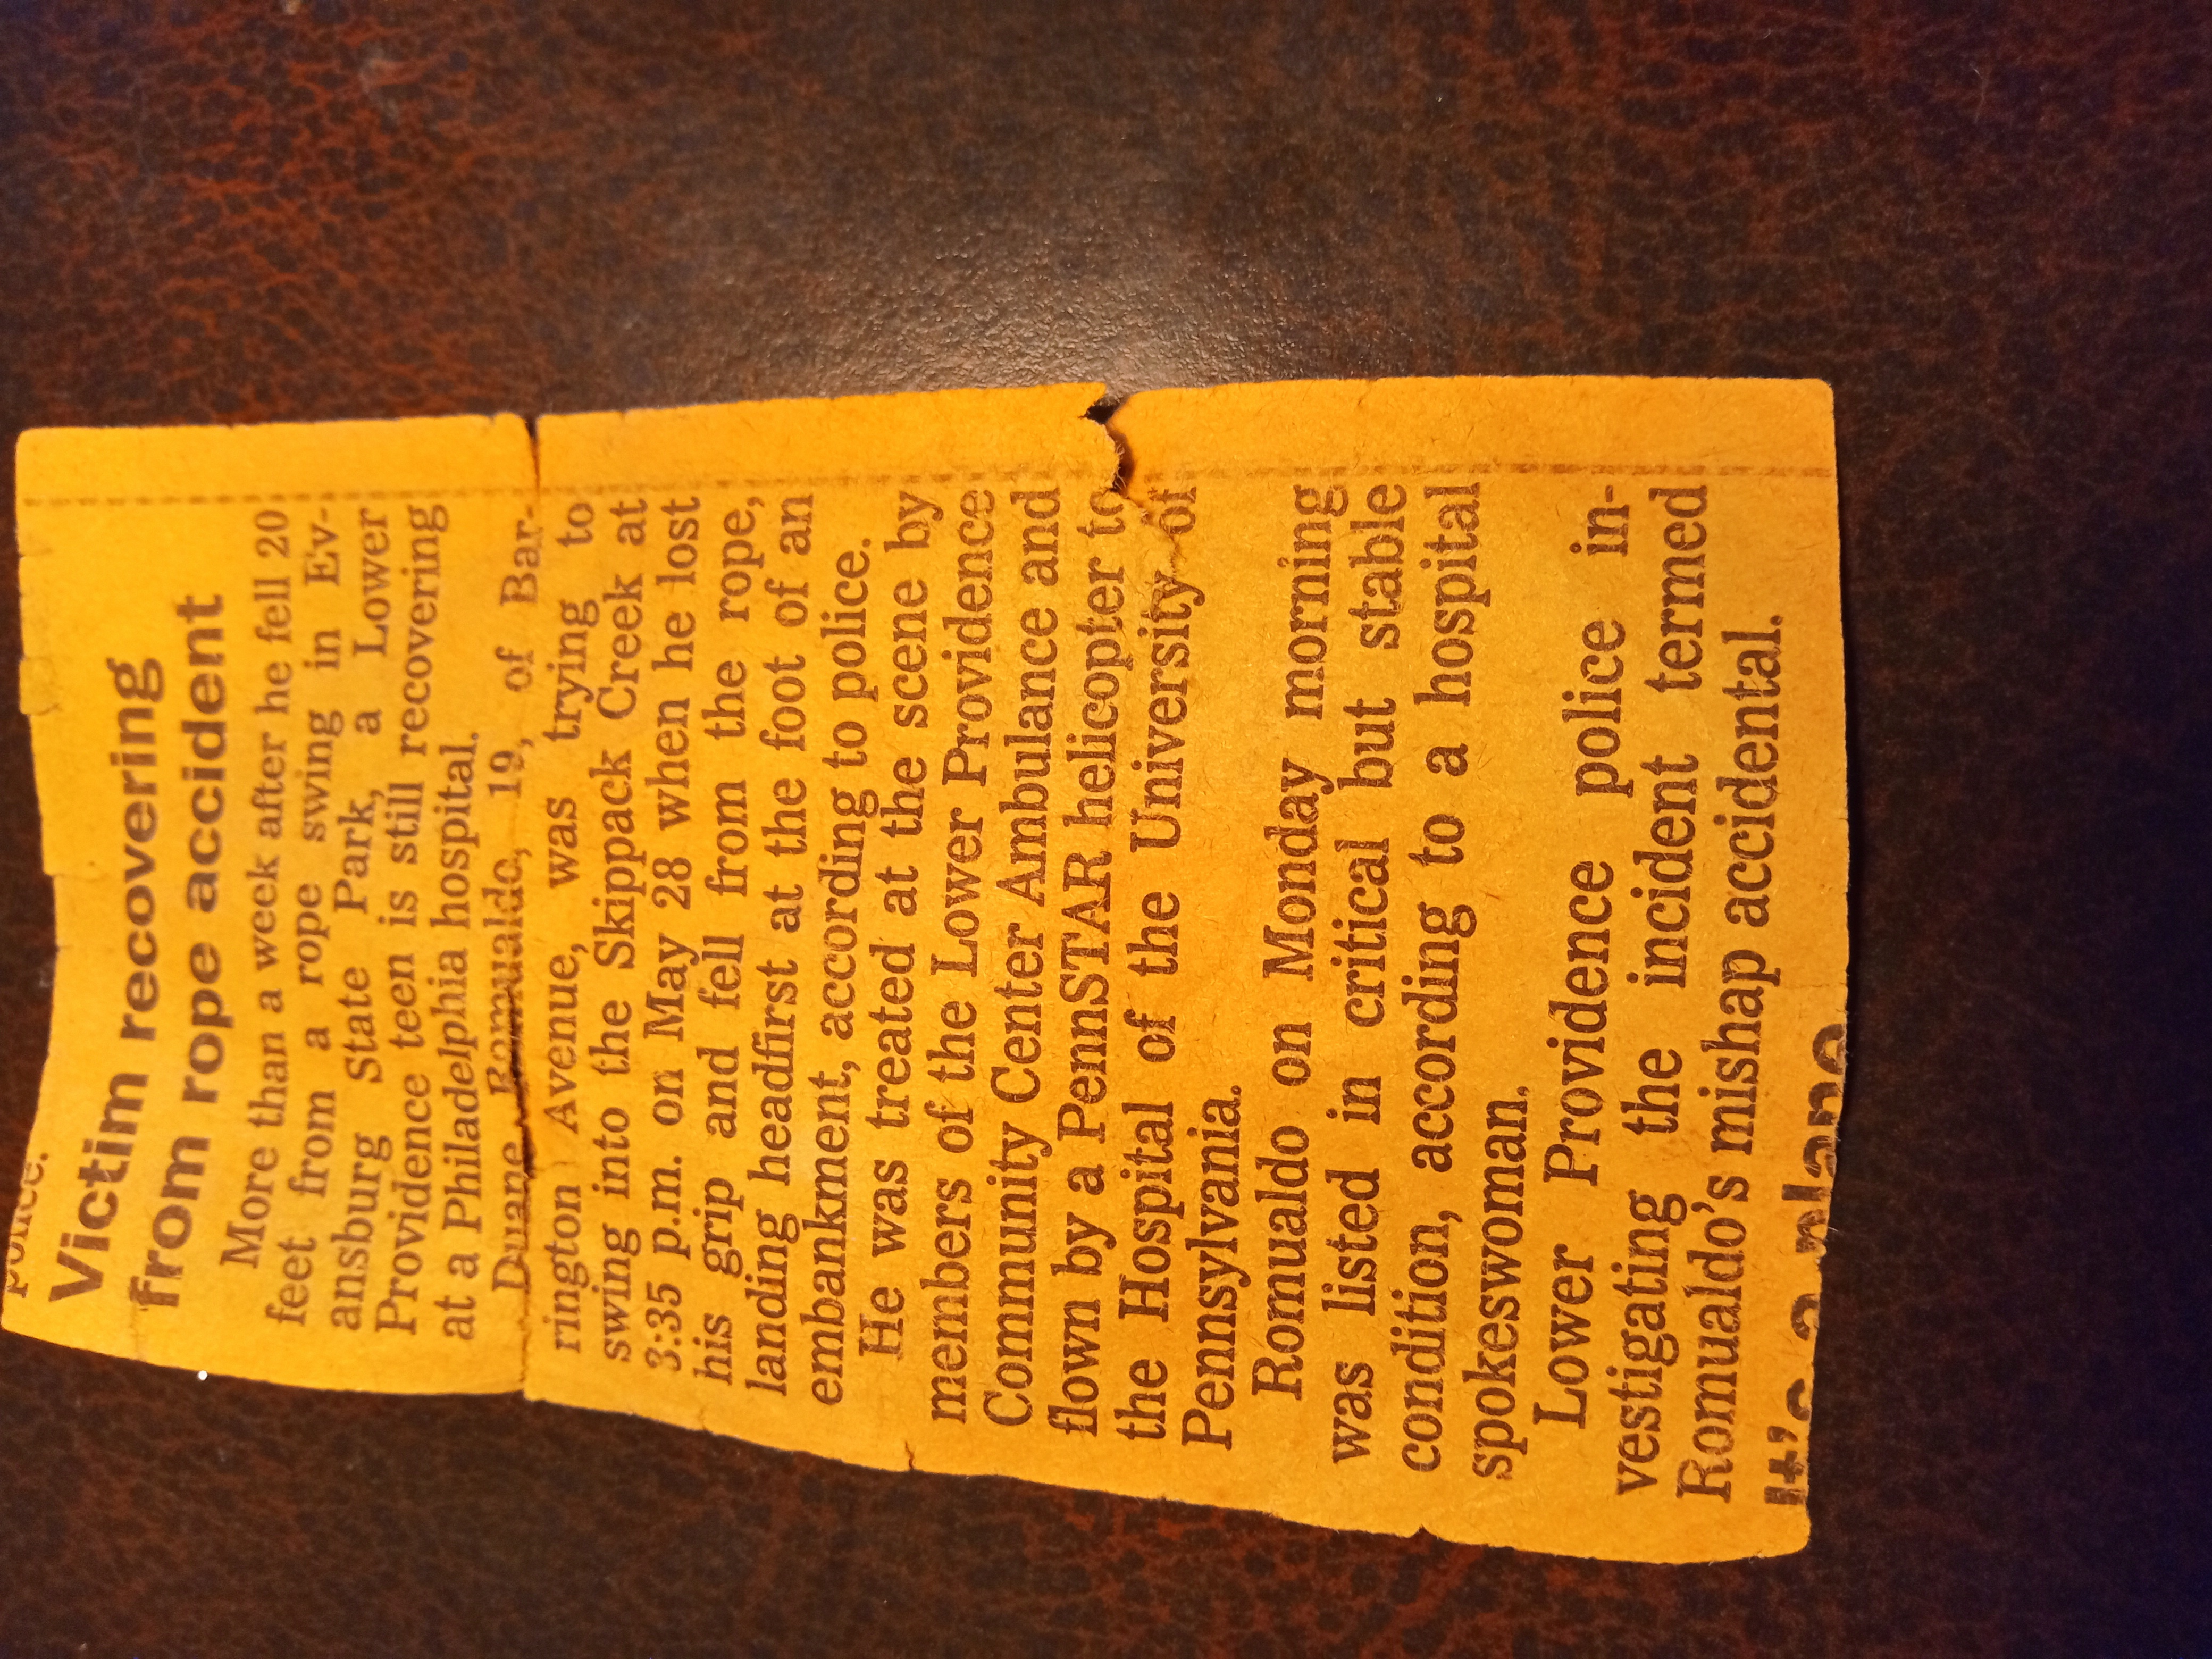 police.
Victim recovering
from rope accident
More than a week after he fell 20
feet from a rope swing in Ev-
ansburg State Park, a Lower
Providence teen is still recovering
at a Philadelphia hospital.
Duane Romualdo, 19, of Bar-
rington Avenue, was trying to
swing into the Skippack Creek at
3:35 p.m. on May 28 when he lost
his grip and fell from the rope,
landing headfirst at the foot of an
embankment, according to police.
He was treated at the scene by
members of the Lower Providence
Community Center Ambulance and
flown by a PennSTAR helicopter to
the Hospital of the University of
Pennsylvania.
Romualdo on Monday morning
was listed in critical but stable
condition, according to a hospital
spokeswoman.
Lower Providence police in-
vestigating the incident termed
Romualdo's mishap accidental.
It's a plane